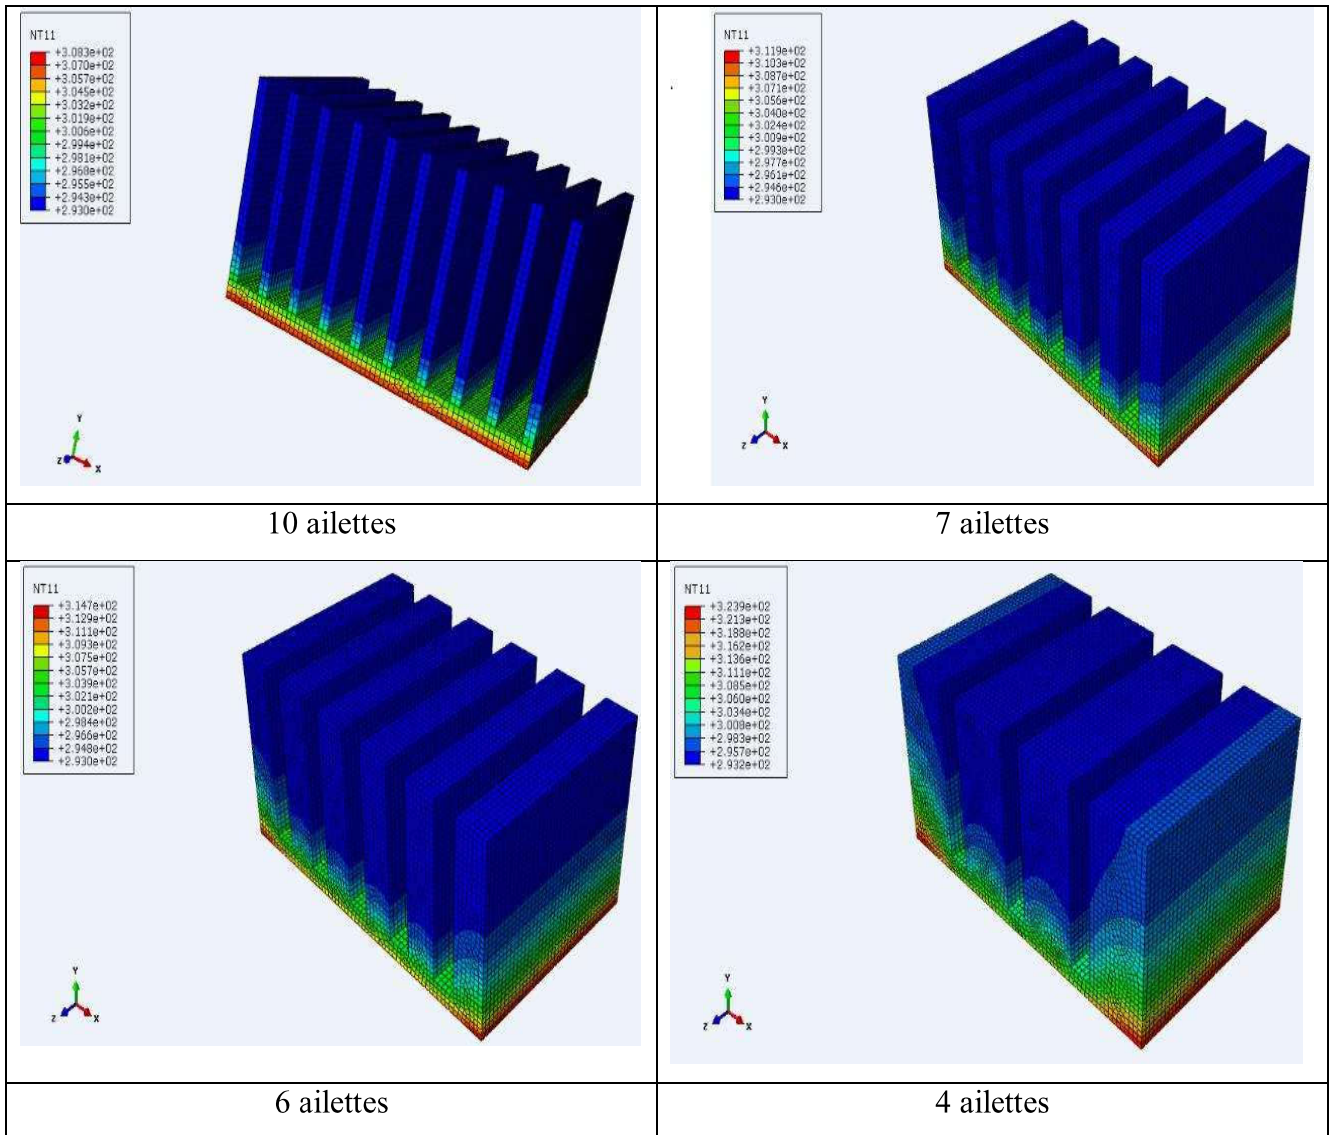 NT11
+3.083e+02
+3.070e+02
+3.057e+02
+3.045e+02
+3.032e+02
+3.019e+02
+3.006e+02
+2.994e+02
+2.981e+02
+2.968e+02
+2.955e+02
+2.943e+02
+2.930e+02
Y
Z
X
NT11
+3.119e+02
+3.103e+02
+3.087e+02
+3.071e+02
+3.056e+02
+3.040e+02
+3.024e+02
+3.009e+02
+2.993e+02
+2.977e+02
+2.961e+02
+2.946e+02
+2.930e+02
Y
Z
X
10 ailettes
7 ailettes
NT11
+3.147e+02
+3.129e+02
+3.111e+02
+3.093e+02
+3.075e+02
+3.057e+02
+3.039e+02
+3.021e+02
+3.002e+02
+2.984e+02
+2.966e+02
+2.948e+02
+2.930e+02
Y
Z
X
NT11
+3.239e+02
+3.213e+02
+3.188e+02
+3.162e+02
+3.136e+02
+3.111e+02
+3.085e+02
+3.060e+02
+3.034e+02
+3.008e+02
+2.983e+02
+2.957e+02
+2.932e+02
Y
Z
X
6 ailettes
4 ailettes